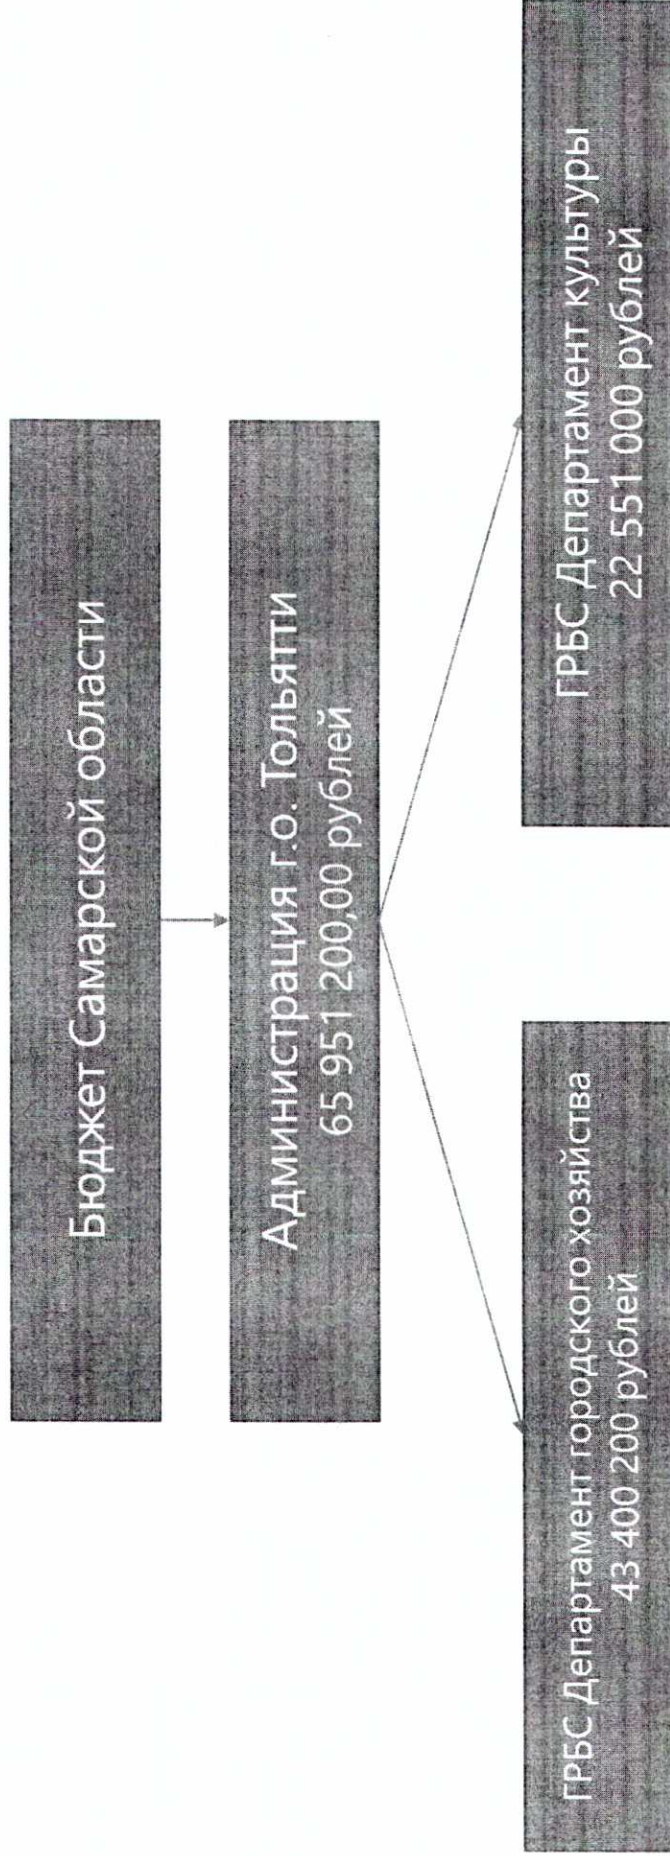 Бюджет Самарской области
Администрация г.о. Тольятти
65 951 200,00 рублей
ГРБС Департамент городского хозяйства
43 400 200 рублей
ГРБС Департамент культуры
22 551 000 рублей